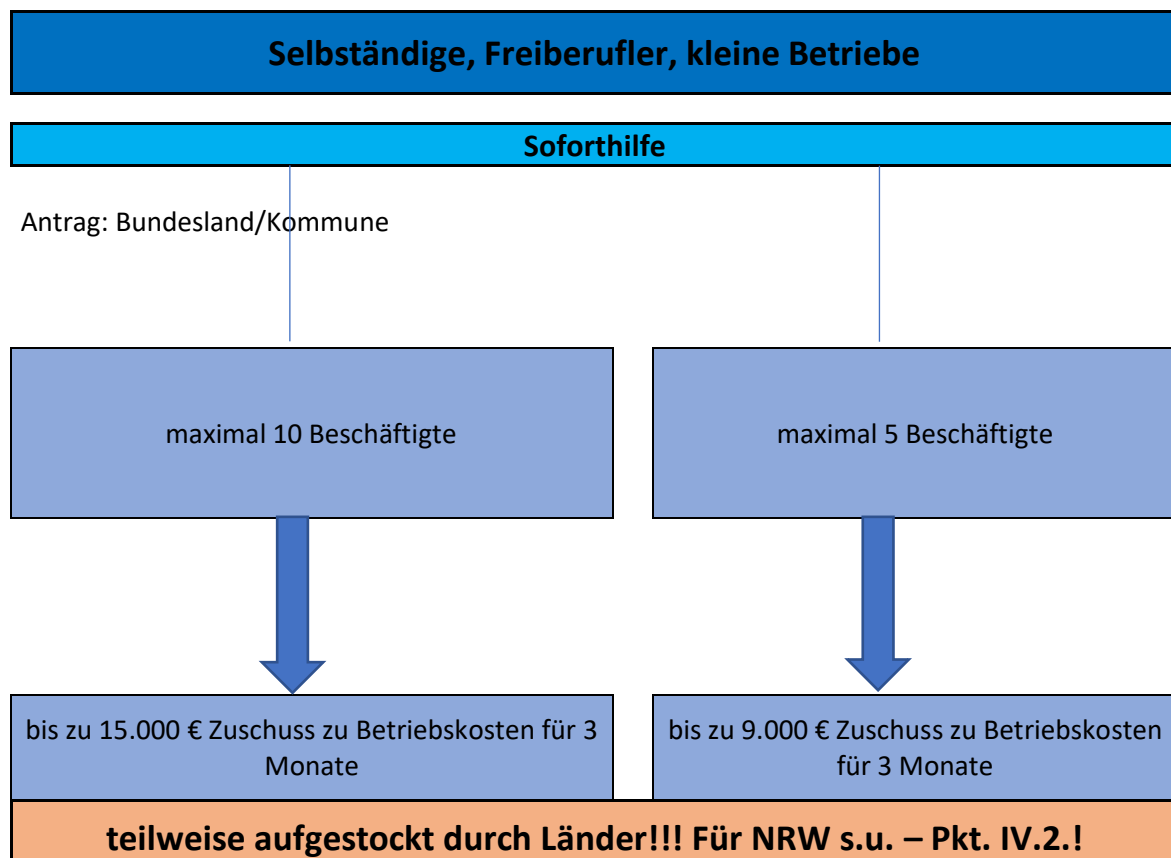 Selbständige, Freiberufler, kleine Betriebe
Soforthilfe
Antrag: Bundesland/Kommune
maximal 10 Beschäftigte
maximal 5 Beschäftigte
bis zu 15.000 € Zuschuss zu Betriebskosten für 3
Monate
bis zu 9.000 € Zuschuss zu Betriebskosten
für 3 Monate
teilweise aufgestockt durch Länder!!! Für NRW s.u. – Pkt. IV.2.!